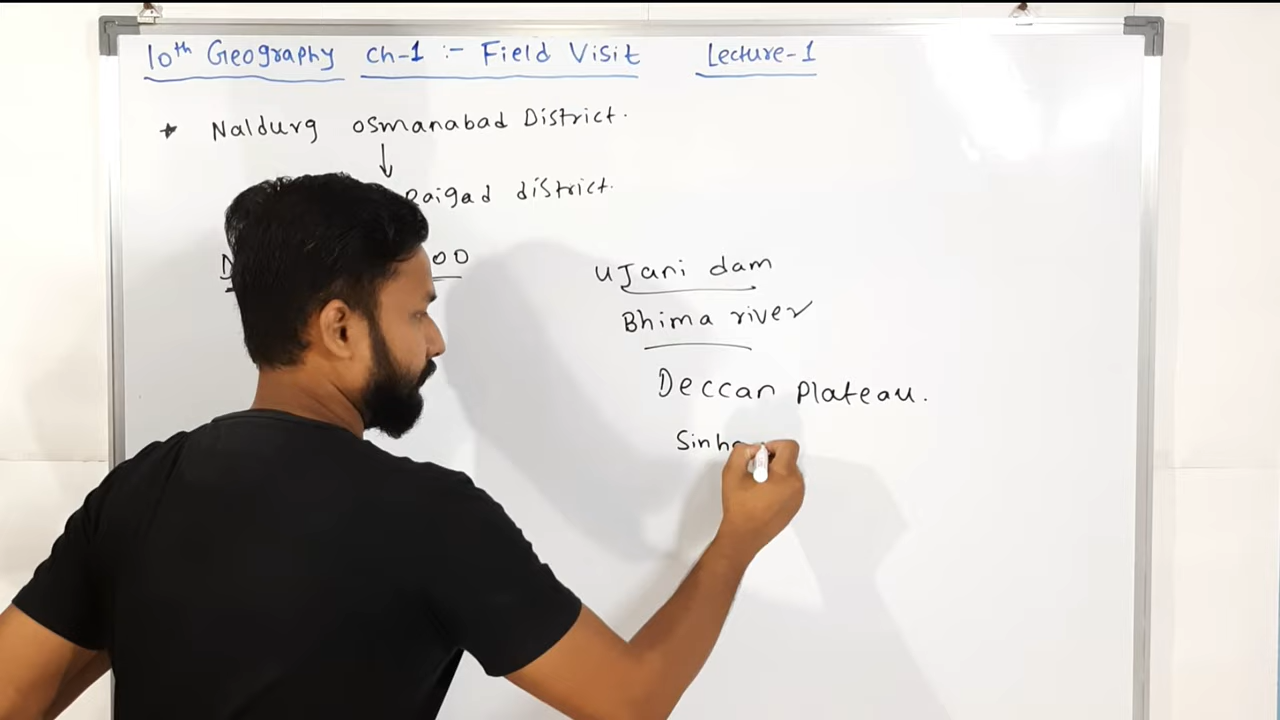 10th Geography ch-1 :- Field Visit Lecture-1
* Naldurg osmanabad District.
↓
Raigad district.
UJani dam
Bhima river
Deccan Plateau.